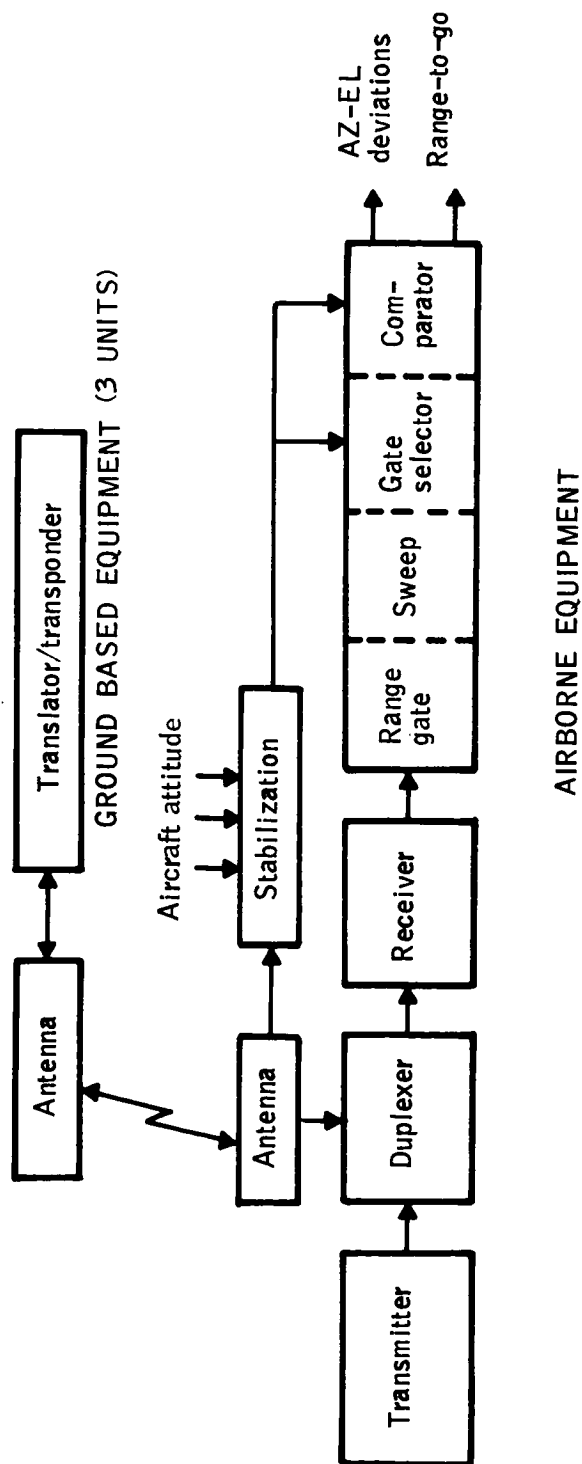 Antenna
Translator/transponder
GROUND BASED EQUIPMENT (3 UNITS)
Aircraft attitude
Antenna
Stabilization
Transmitter
Duplexer
Receiver
Range
gate
Sweep
Gate
selector
Com-
parator
AZ-EL
deviations
Range-to-go
AIRBORNE EQUIPMENT